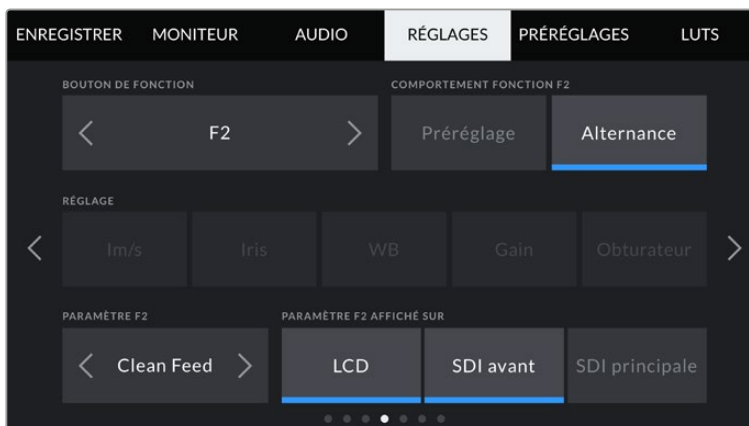 ENREGISTRER MONITEUR AUDIO RÉGLAGES PRÉRÉGLAGES LUTS
BOUTON DE FONCTION COMPORTEMENT FONCTION F2
F2 Préréglage Alternance
RÉGLAGE
Im/s Iris WB Gain Obturateur
PARAMÈTRE F2 PARAMÈTRE F2 AFFICHÉ SUR
Clean Feed LCD SDI avant SDI principale